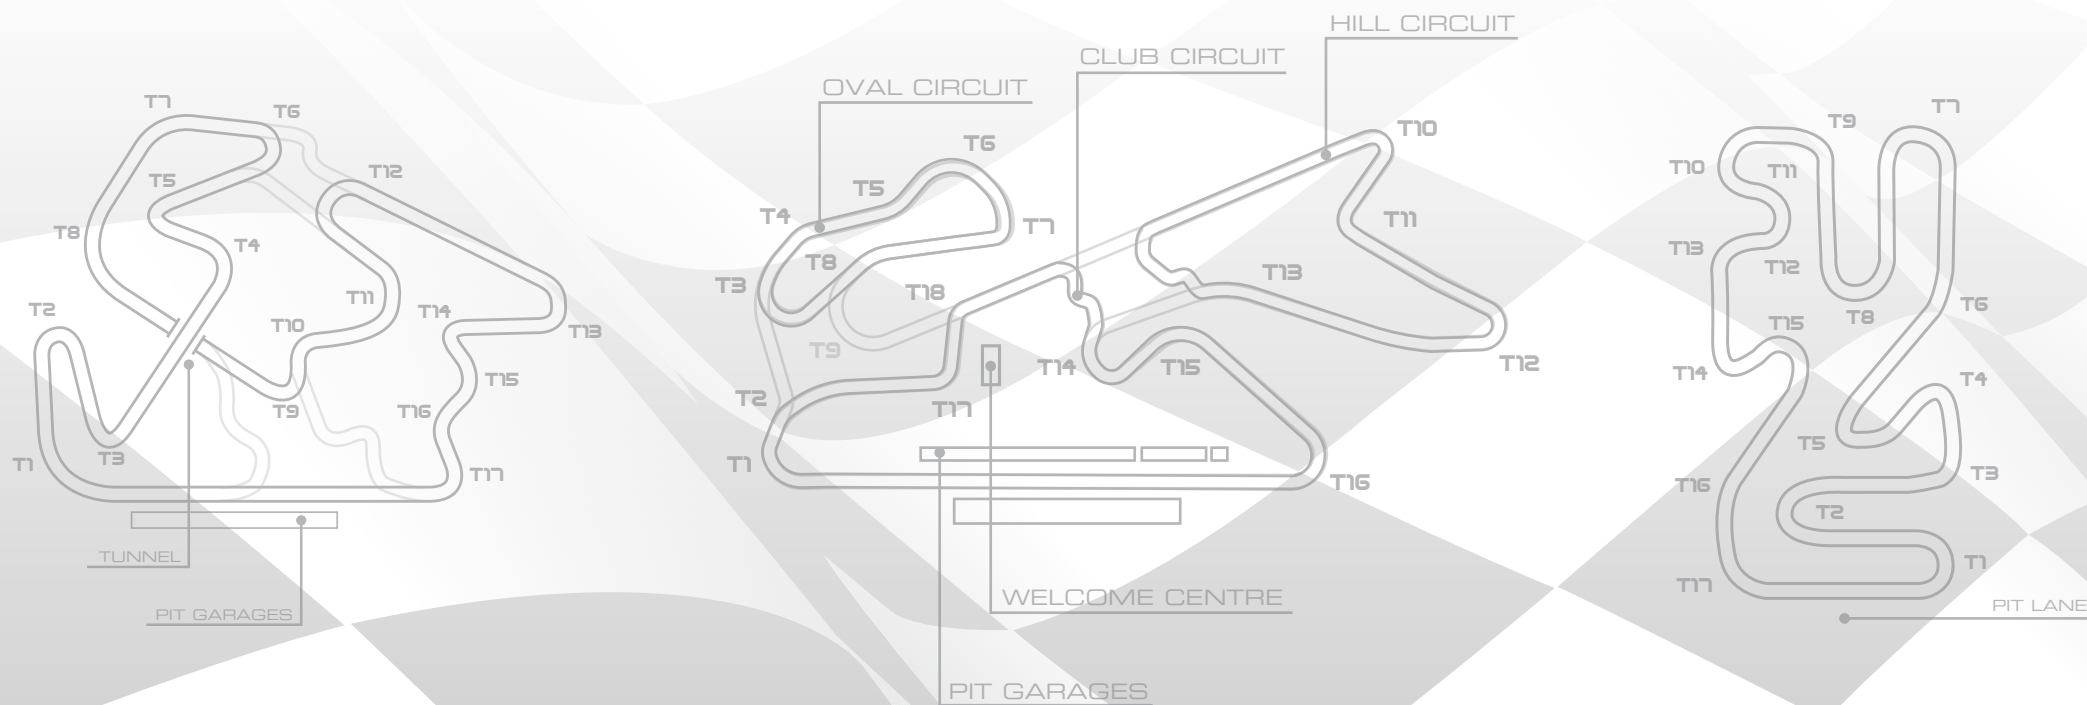 T7
T6
T12
T5
T8
T4
T11
T14
T2
T10
T13
T15
T9
T16
T3
T1
T17
TUNNEL
PIT GARAGES
HILL CIRCUIT
CLUB CIRCUIT
OVAL CIRCUIT
T10
T6
T5
T4
T7
T11
T8
T13
T3
T18
T9
T14
T15
T12
T2
T17
T1
T16
WELCOME CENTRE
PIT GARAGES
T7
T9
T10
T11
T13
T12
T6
T8
T15
T14
T4
T5
T3
T16
T2
T1
T17
PIT LANE